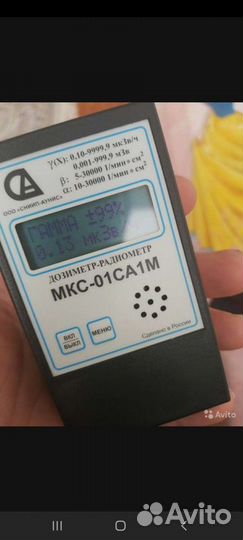 γ(X): 0,10-9999,9 мкЗв/ч
0,001-999,9 мЗв
β: 5-30000 1/мин∗см²
α: 10-30000 1/мин∗см²
ООО «СНИИП-АУНИС»
ГАММА ±99%
0.13 мкЗв
ДОЗИМЕТР-РАДИОМЕТР
МКС-01СА1М
ВКЛ
ВЫКЛ
МЕНЮ
Сделано в России
Avito
Avito